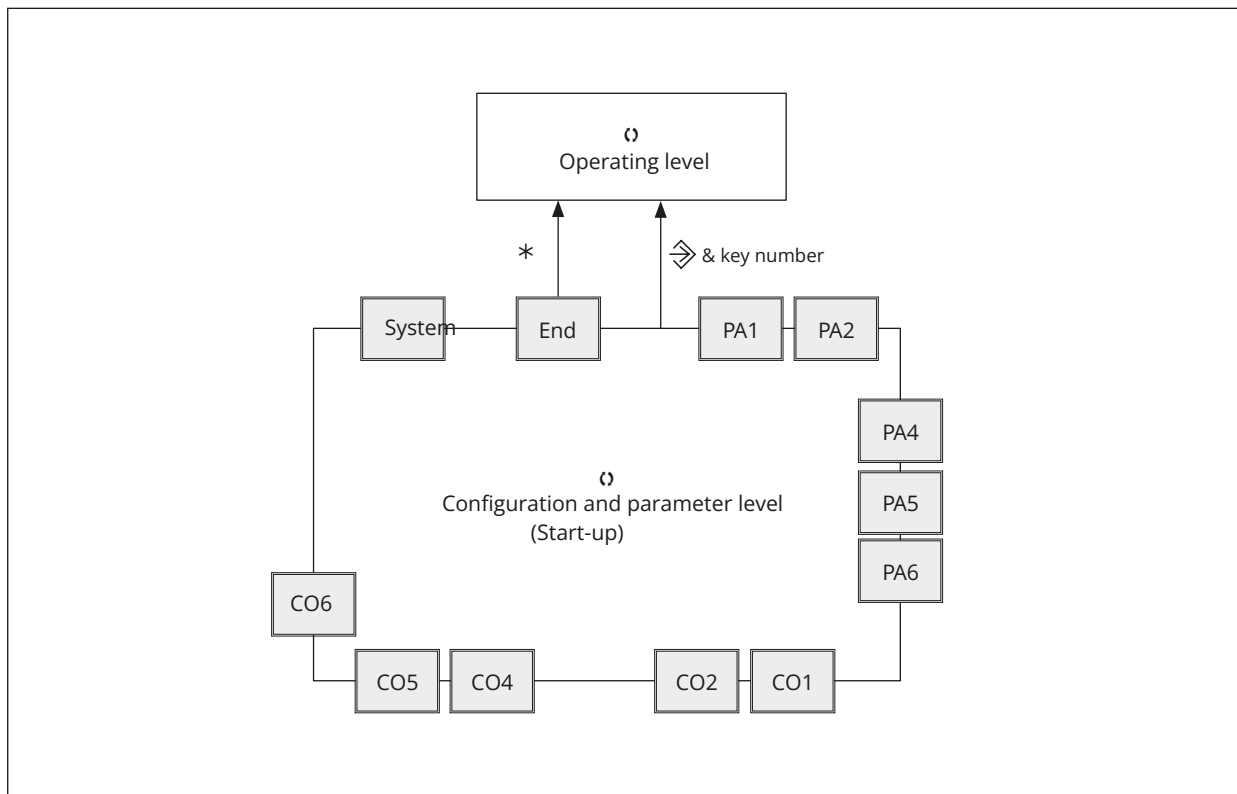 Operating level
*
& key number
System
End
PA1
PA2
PA4
PA5
PA6
Configuration and parameter level
(Start-up)
CO6
CO5
CO4
CO2
CO1